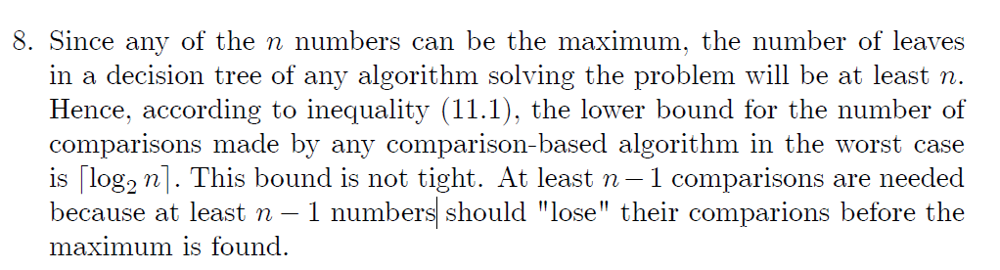 8. Since any of the n numbers can be the maximum, the number of leaves
in a decision tree of any algorithm solving the problem will be at least n.
Hence, according to inequality (11.1), the lower bound for the number of
comparisons made by any comparison-based algorithm in the worst case
is ⌈log₂ n⌉. This bound is not tight. At least n − 1 comparisons are needed
because at least n − 1 numbers should "lose" their comparions before the
maximum is found.